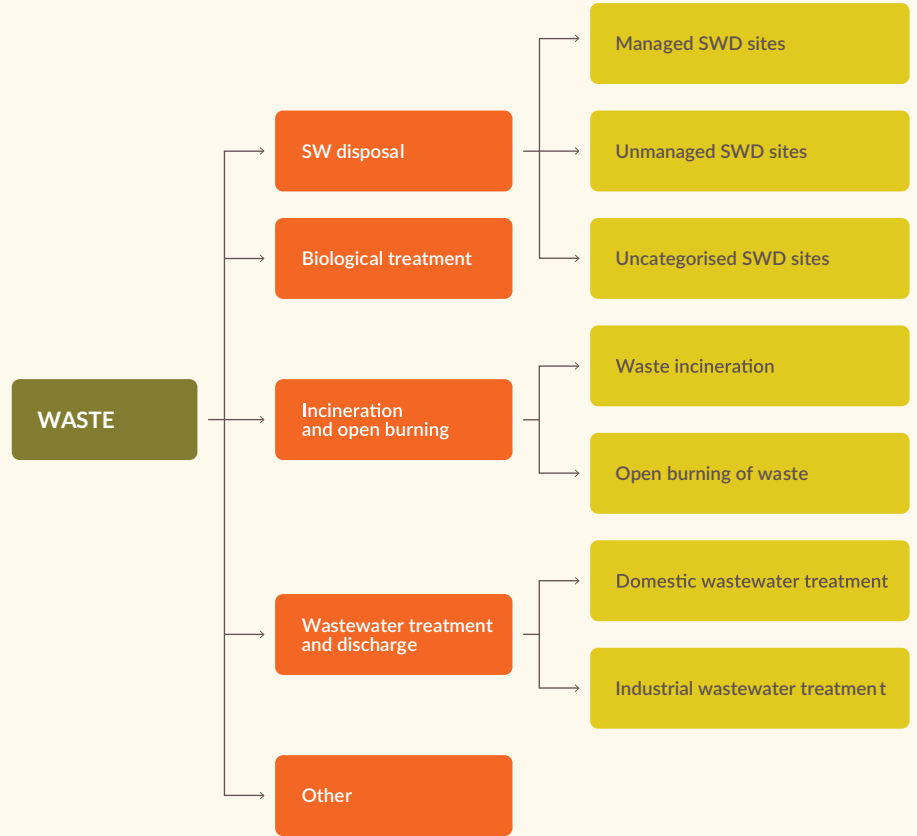 WASTE
SW disposal
Managed SWD sites
Unmanaged SWD sites
Uncategorised SWD sites
Biological treatment
Incineration
and open burning
Waste incineration
Open burning of waste
Wastewater treatment
and discharge
Domestic wastewater treatment
Industrial wastewater treatment
Other